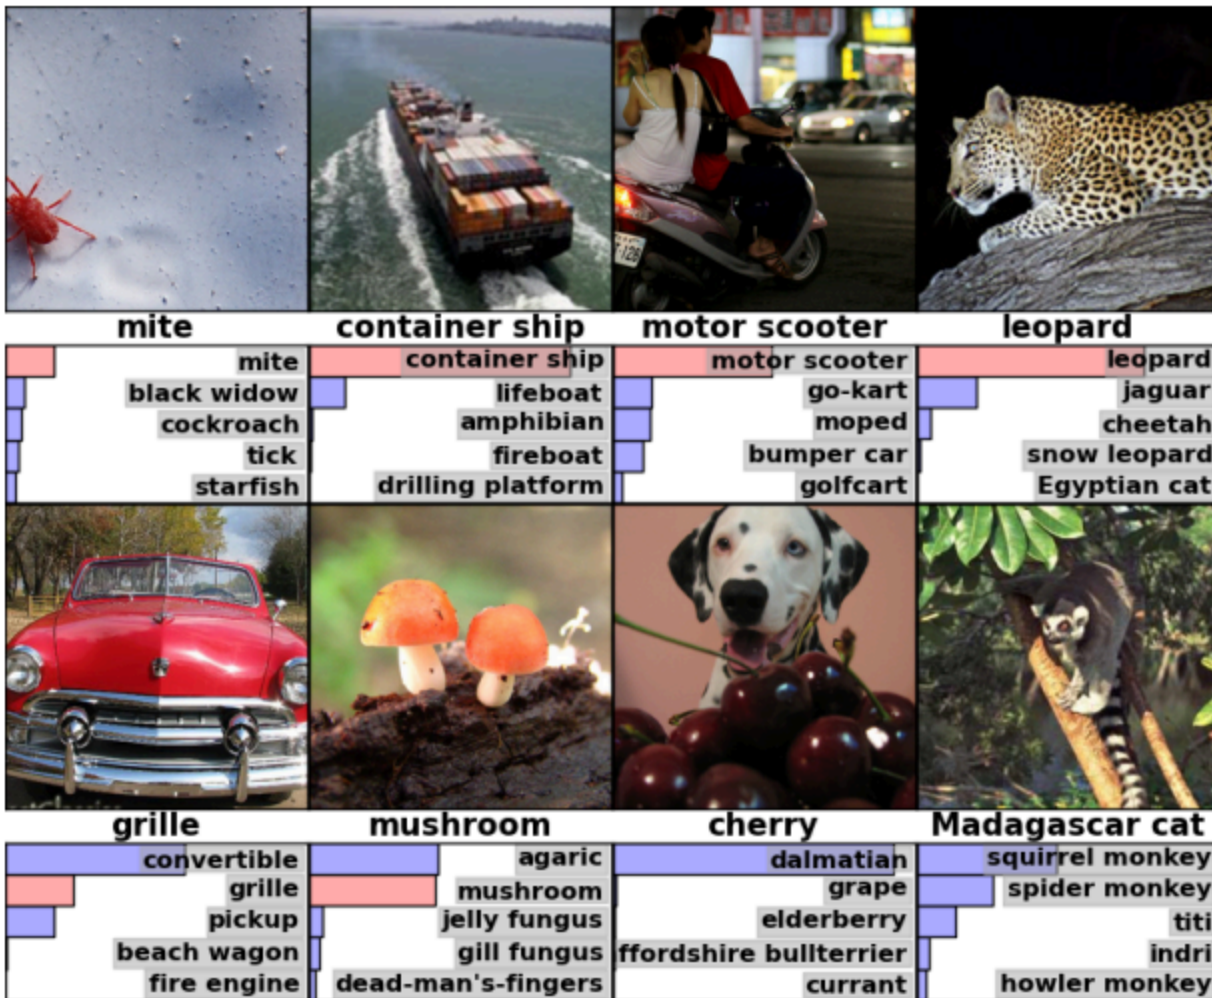 128
mite
container ship
motor scooter
leopard
mite
black widow
cockroach
tick
starfish
container ship
lifeboat
amphibian
fireboat
drilling platform
motor scooter
go-kart
moped
bumper car
golfcart
leopard
jaguar
cheetah
snow leopard
Egyptian cat
grille
mushroom
cherry
Madagascar cat
convertible
grille
pickup
beach wagon
fire engine
agaric
mushroom
jelly fungus
gill fungus
dead-man's-fingers
dalmatian
grape
elderberry
ffordshire bullterrier
currant
squirrel monkey
spider monkey
titi
indri
howler monkey